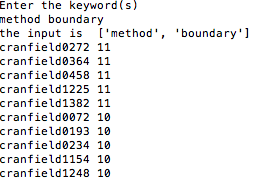 Enter the keyword(s)
method boundary
the input is  ['method', 'boundary']
cranfield0272 11
cranfield0364 11
cranfield0458 11
cranfield1225 11
cranfield1382 11
cranfield0072 10
cranfield0193 10
cranfield0234 10
cranfield1154 10
cranfield1248 10